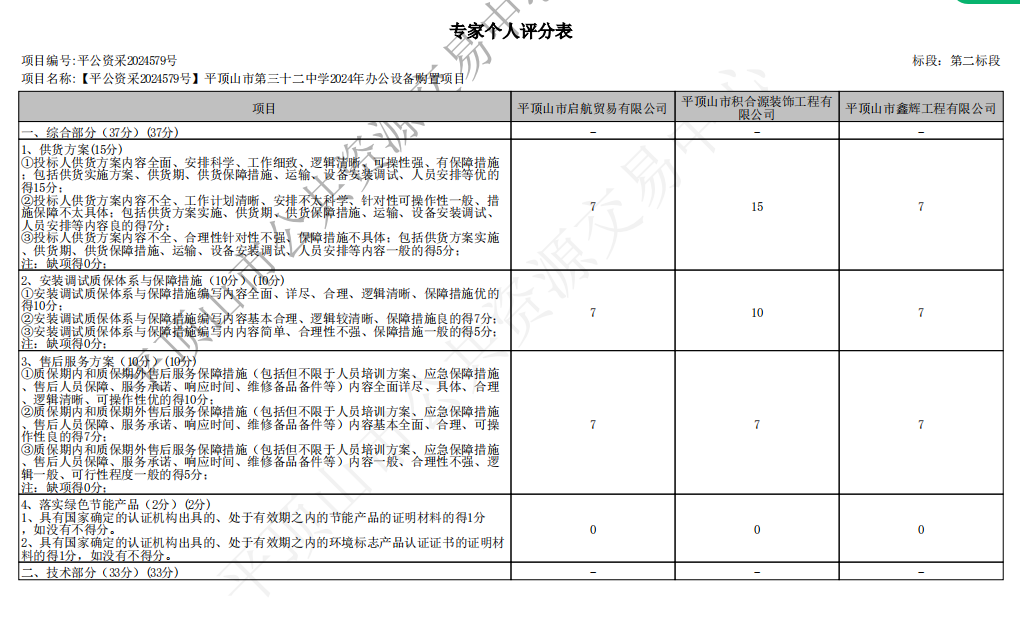 专家个人评分表
项目编号:平公资采2024579号
标段：第二标段
项目名称:【平公资采2024579号】平顶山市第三十二中学2024年办公设备购置项目
项目 平顶山市启航贸易有限公司 平顶山市积合源装饰工程有限公司 平顶山市鑫辉工程有限公司
一、综合部分（37分）(37分) — — —
1、供货方案(15分)
①投标人供货方案内容全面、安排科学、工作细致、逻辑清晰、可操性强、有保障措施
；包括供货实施方案、供货期、供货保障措施、运输、设备安装调试、人员安排等优的
得15分；
②投标人供货方案内容不全、工作计划清晰、安排不太科学、针对性可操作性一般、措
施保障不太具体；包括供货方案实施、供货期、供货保障措施、运输、设备安装调试、
人员安排等内容良的得7分；
③投标人供货方案内容不全、合理性针对性不强、保障措施不具体；包括供货方案实施
、供货期、供货保障措施、运输、设备安装调试、人员安排等内容一般的得5分；
注：缺项得0分；
7 15 7
2、安装调试质保体系与保障措施（10分）(10分)
①安装调试质保体系与保障措施编写内容全面、详尽、合理、逻辑清晰、保障措施优的
得10分；
②安装调试质保体系与保障措施编写内容基本合理、逻辑较清晰、保障措施良的得7分；
③安装调试质保体系与保障措施编写内内容简单、合理性不强、保障措施一般的得5分；
注：缺项得0分；
7 10 7
3、售后服务方案（10分）(10分)
①质保期内和质保期外售后服务保障措施（包括但不限于人员培训方案、应急保障措施
、售后人员保障、服务承诺、响应时间、维修备品备件等）内容全面详尽、具体、合理
、逻辑清晰、可操作性优的得10分；
②质保期内和质保期外售后服务保障措施（包括但不限于人员培训方案、应急保障措施
、售后人员保障、服务承诺、响应时间、维修备品备件等）内容基本全面、合理、可操
作性良的得7分；
③质保期内和质保期外售后服务保障措施（包括但不限于人员培训方案、应急保障措施
、售后人员保障、服务承诺、响应时间、维修备品备件等）内容一般、合理性不强、逻
辑一般、可行性程度一般的得5分；
注：缺项得0分；
7 7 7
4、落实绿色节能产品（2分）(2分)
1、具有国家确定的认证机构出具的、处于有效期之内的节能产品的证明材料的得1分
，如没有不得分。
2、具有国家确定的认证机构出具的、处于有效期之内的环境标志产品认证证书的证明材
料的得1分，如没有不得分。
0 0 0
二、技术部分（33分）(33分) — — —
平顶山市公共资源交易中心
平顶山市公共资源交易中心